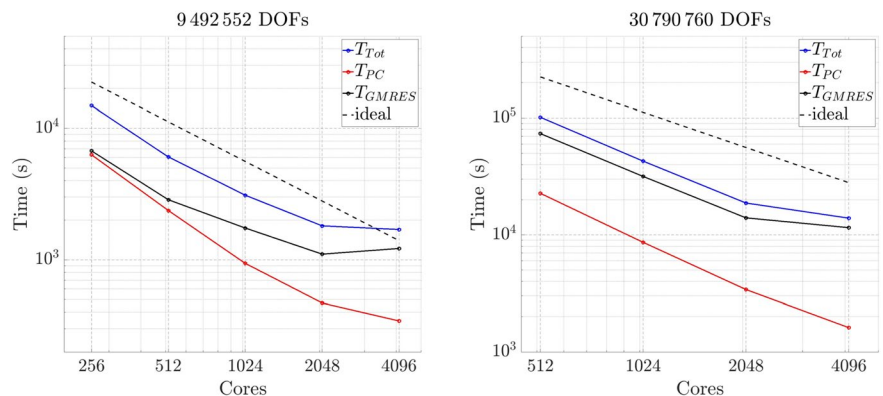 9 492 552 DOFs
T_Tot
T_PC
T_GMRES
ideal
10^4
10^3
Time (s)
256 512 1024 2048 4096
Cores
30 790 760 DOFs
T_Tot
T_PC
T_GMRES
ideal
10^5
10^4
10^3
Time (s)
512 1024 2048 4096
Cores